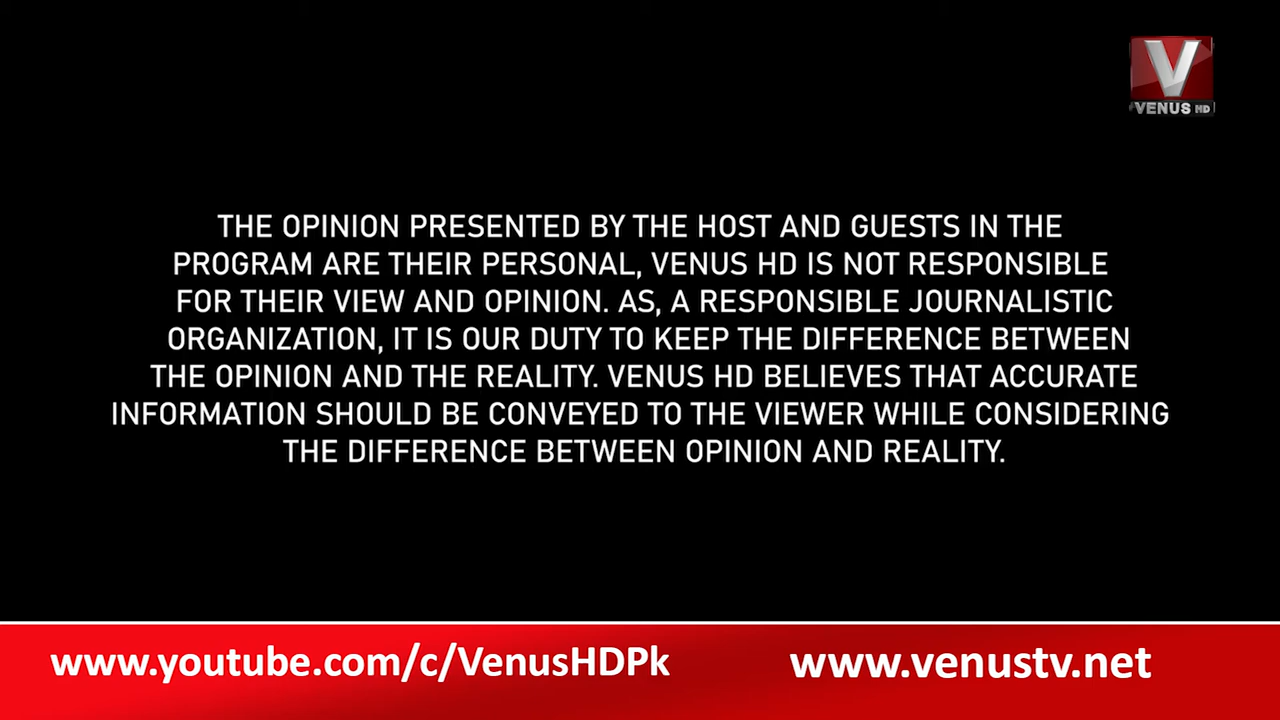 V
VENUS HD
THE OPINION PRESENTED BY THE HOST AND GUESTS IN THE
PROGRAM ARE THEIR PERSONAL, VENUS HD IS NOT RESPONSIBLE
FOR THEIR VIEW AND OPINION. AS, A RESPONSIBLE JOURNALISTIC
ORGANIZATION, IT IS OUR DUTY TO KEEP THE DIFFERENCE BETWEEN
THE OPINION AND THE REALITY. VENUS HD BELIEVES THAT ACCURATE
INFORMATION SHOULD BE CONVEYED TO THE VIEWER WHILE CONSIDERING
THE DIFFERENCE BETWEEN OPINION AND REALITY.
www.youtube.com/c/VenusHDPk
www.venustv.net